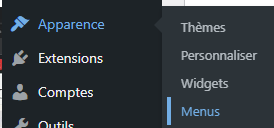 Apparence
Extensions
Comptes
Outils
Thèmes
Personnaliser
Widgets
Menus